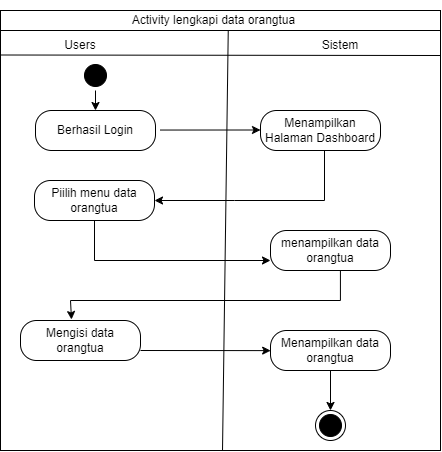 Activity lengkapi data orangtua
Users
Sistem
Berhasil Login
Menampilkan
Halaman Dashboard
Piilih menu data
orangtua
menampilkan data
orangtua
Mengisi data
orangtua
Menampilkan data
orangtua